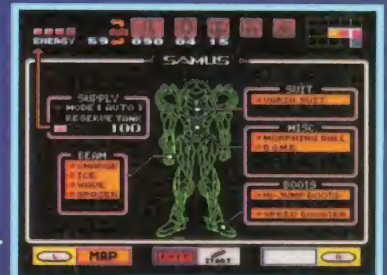 ENERGY 59 090 04 15
SAMUS
SUPPLY
MODE [AUTO]
RESERVE TANK
100
SUIT
VARIA SUIT
MISC.
MORPHING BALL
BOMB
BEAM
CHARGE
ICE
WAVE
SPAZER
BOOTS
HI-JUMP BOOTS
SPEED BOOSTER
L MAP EXIT START R